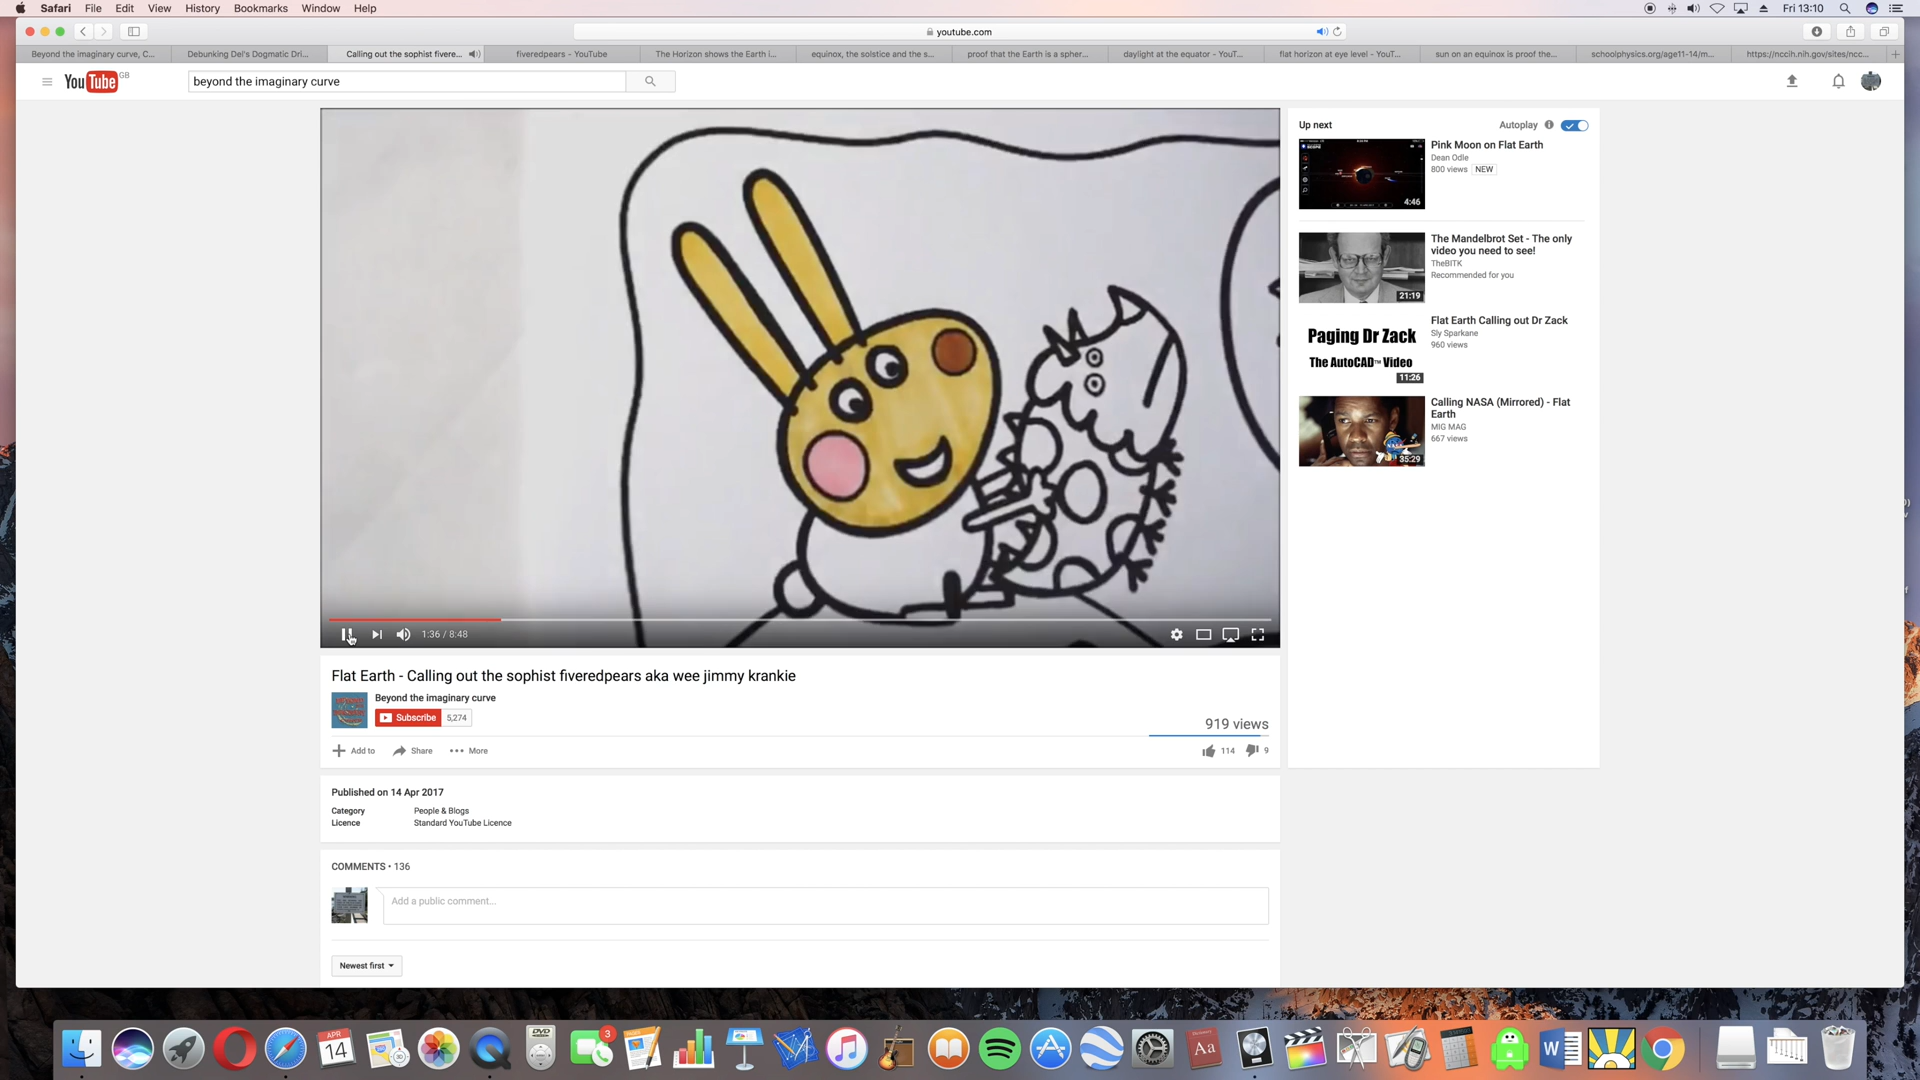 Safari File Edit View History Bookmarks Window Help Fri 13:10
youtube.com
Beyond the imaginary curve, C... Debunking Del's Dogmatic Dri... Calling out the sophist fivere... fiveredpears - YouTube The Horizon shows the Earth i... equinox, the solstice and the s... proof that the Earth is a spher... daylight at the equator - YouT... flat horizon at eye level - YouT... sun on an equinox is proof the... schoolphysics.org/age11-14/m... https://nccih.nih.gov/sites/ncc...
YouTube GB beyond the imaginary curve
Up next Autoplay
Pink Moon on Flat Earth
Dean Odle
800 views NEW
4:46
The Mandelbrot Set - The only
video you need to see!
TheBITK
Recommended for you
21:19
Flat Earth Calling out Dr Zack
Sly Sparkane
960 views
Paging Dr Zack
The AutoCAD™ Video
11:26
Calling NASA (Mirrored) - Flat
Earth
MIG MAG
667 views
35:29
1:36 / 8:48
Flat Earth - Calling out the sophist fiveredpears aka wee jimmy krankie
Beyond the imaginary curve
Subscribe 5,274
919 views
Add to Share More 114 9
Published on 14 Apr 2017
Category People & Blogs
Licence Standard YouTube Licence
COMMENTS • 136
Add a public comment...
Newest first
APR
14
30
DVD
3
PAGES
Aa
W